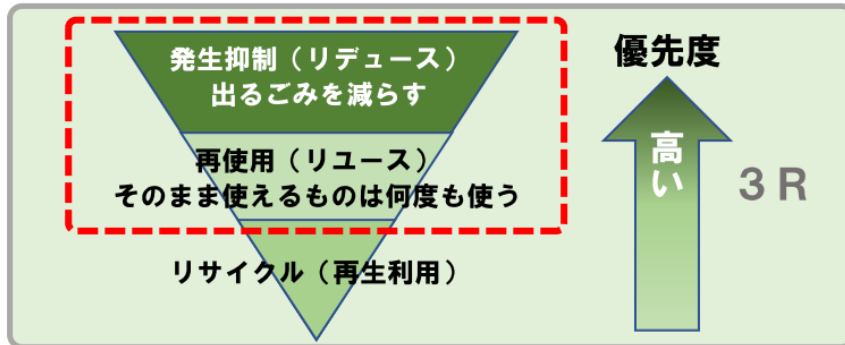 発生抑制（リデュース）
出るごみを減らす
再使用（リユース）
そのまま使えるものは何度も使う
リサイクル（再生利用）
優先度
高い
３Ｒ